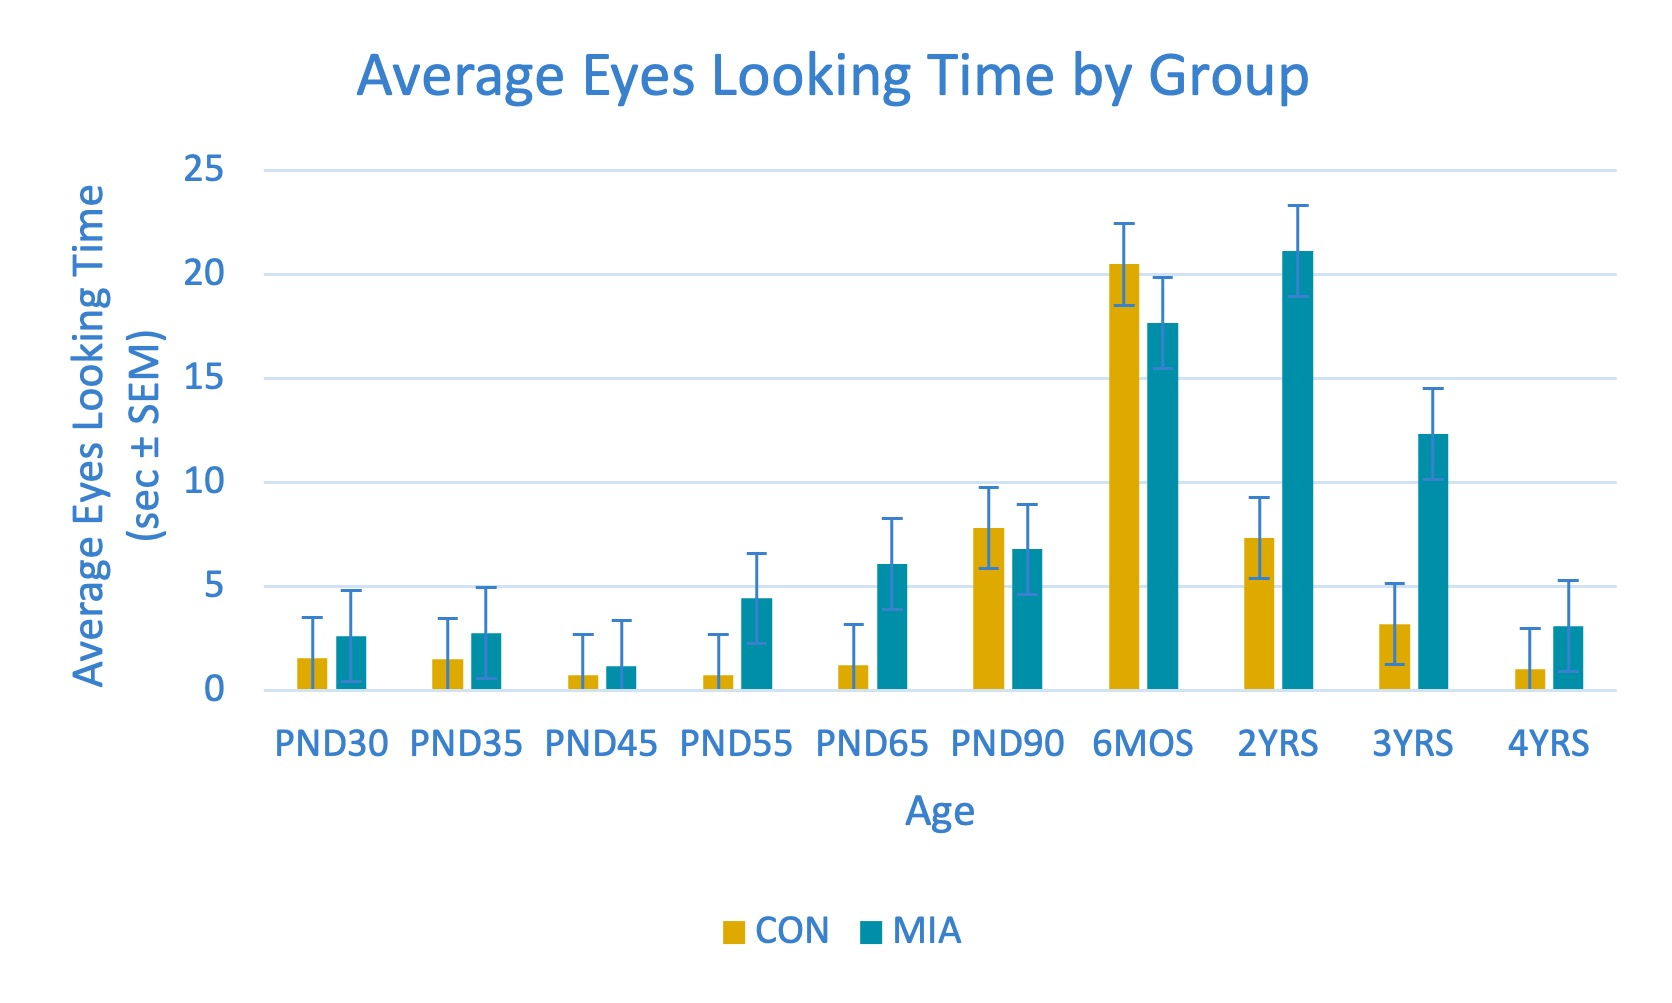 Average Eyes Looking Time by Group
Average Eyes Looking Time
(sec ± SEM)
25
20
15
10
5
0
PND30 PND35 PND45 PND55 PND65 PND90 6MOS 2YRS 3YRS 4YRS
Age
CON MIA